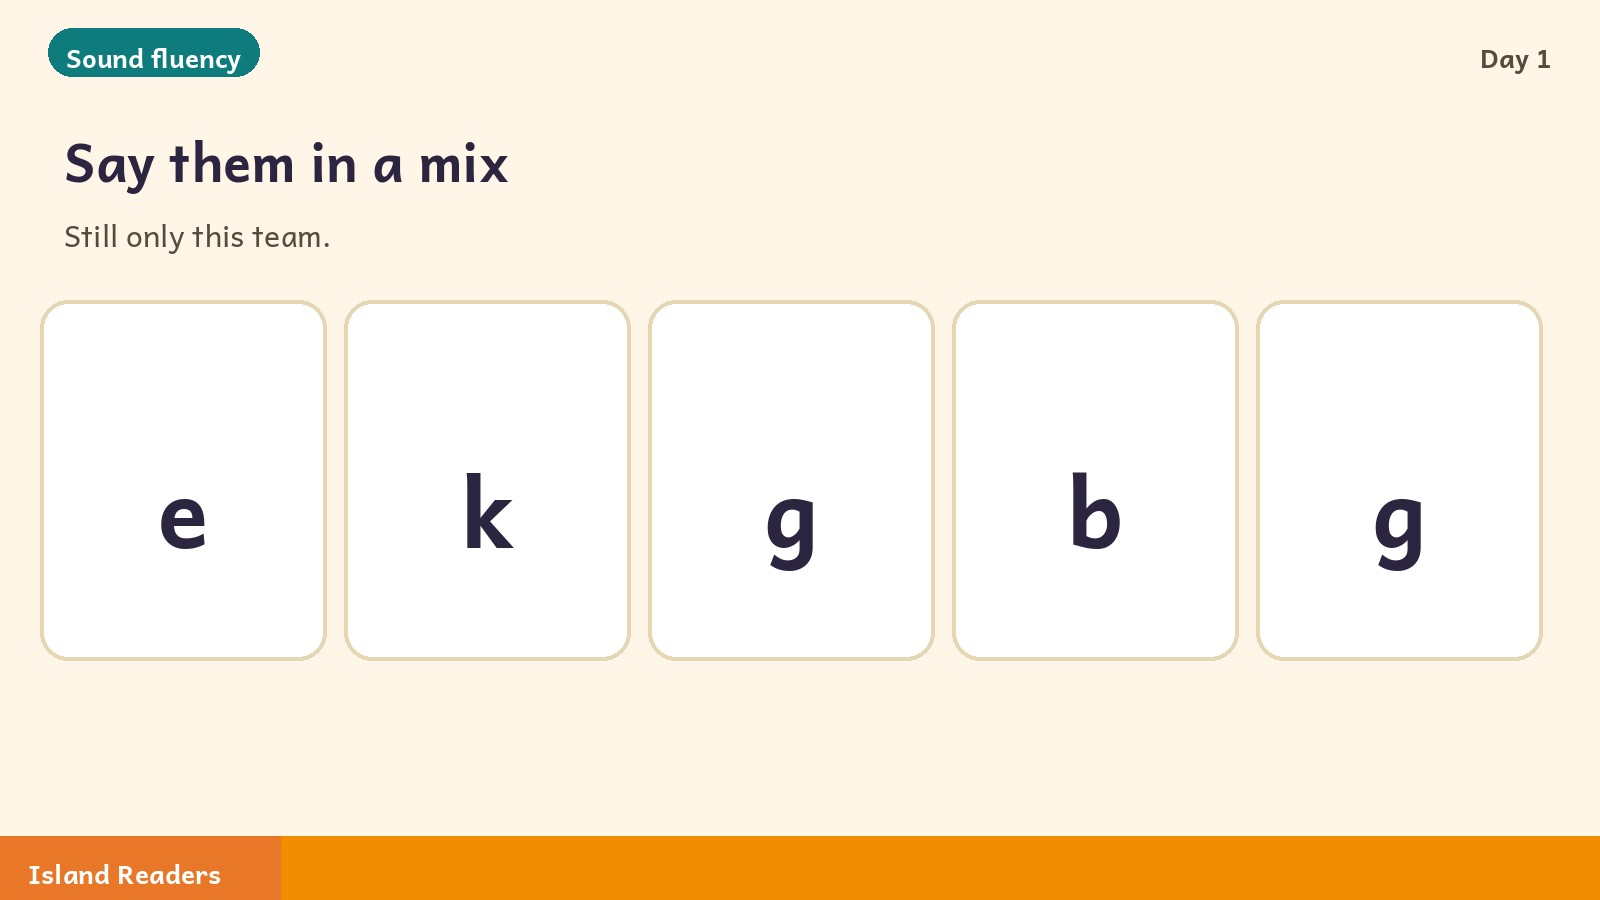 Sound fluency
Day 1
Say them in a mix
Still only this team.
e k g b g
Island Readers